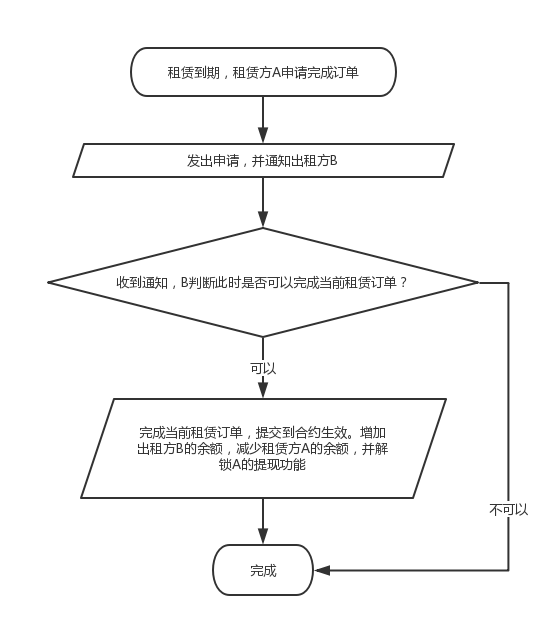 租赁到期，租赁方A申请完成订单
发出申请，并通知出租方B
收到通知，B判断此时是否可以完成当前租赁订单？
可以
完成当前租赁订单，提交到合约生效。增加
出租方B的余额，减少租赁方A的余额，并解
锁A的提现功能
不可以
完成